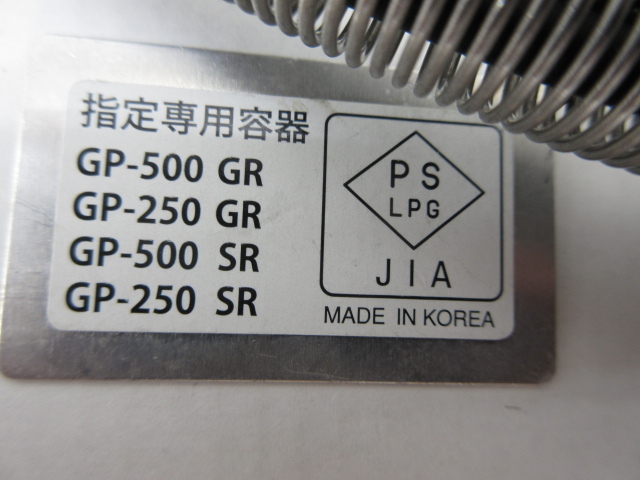 指定専用容器
GP-500 GR
GP-250 GR
GP-500 SR
GP-250 SR
PS
LPG
JIA
MADE IN KOREA